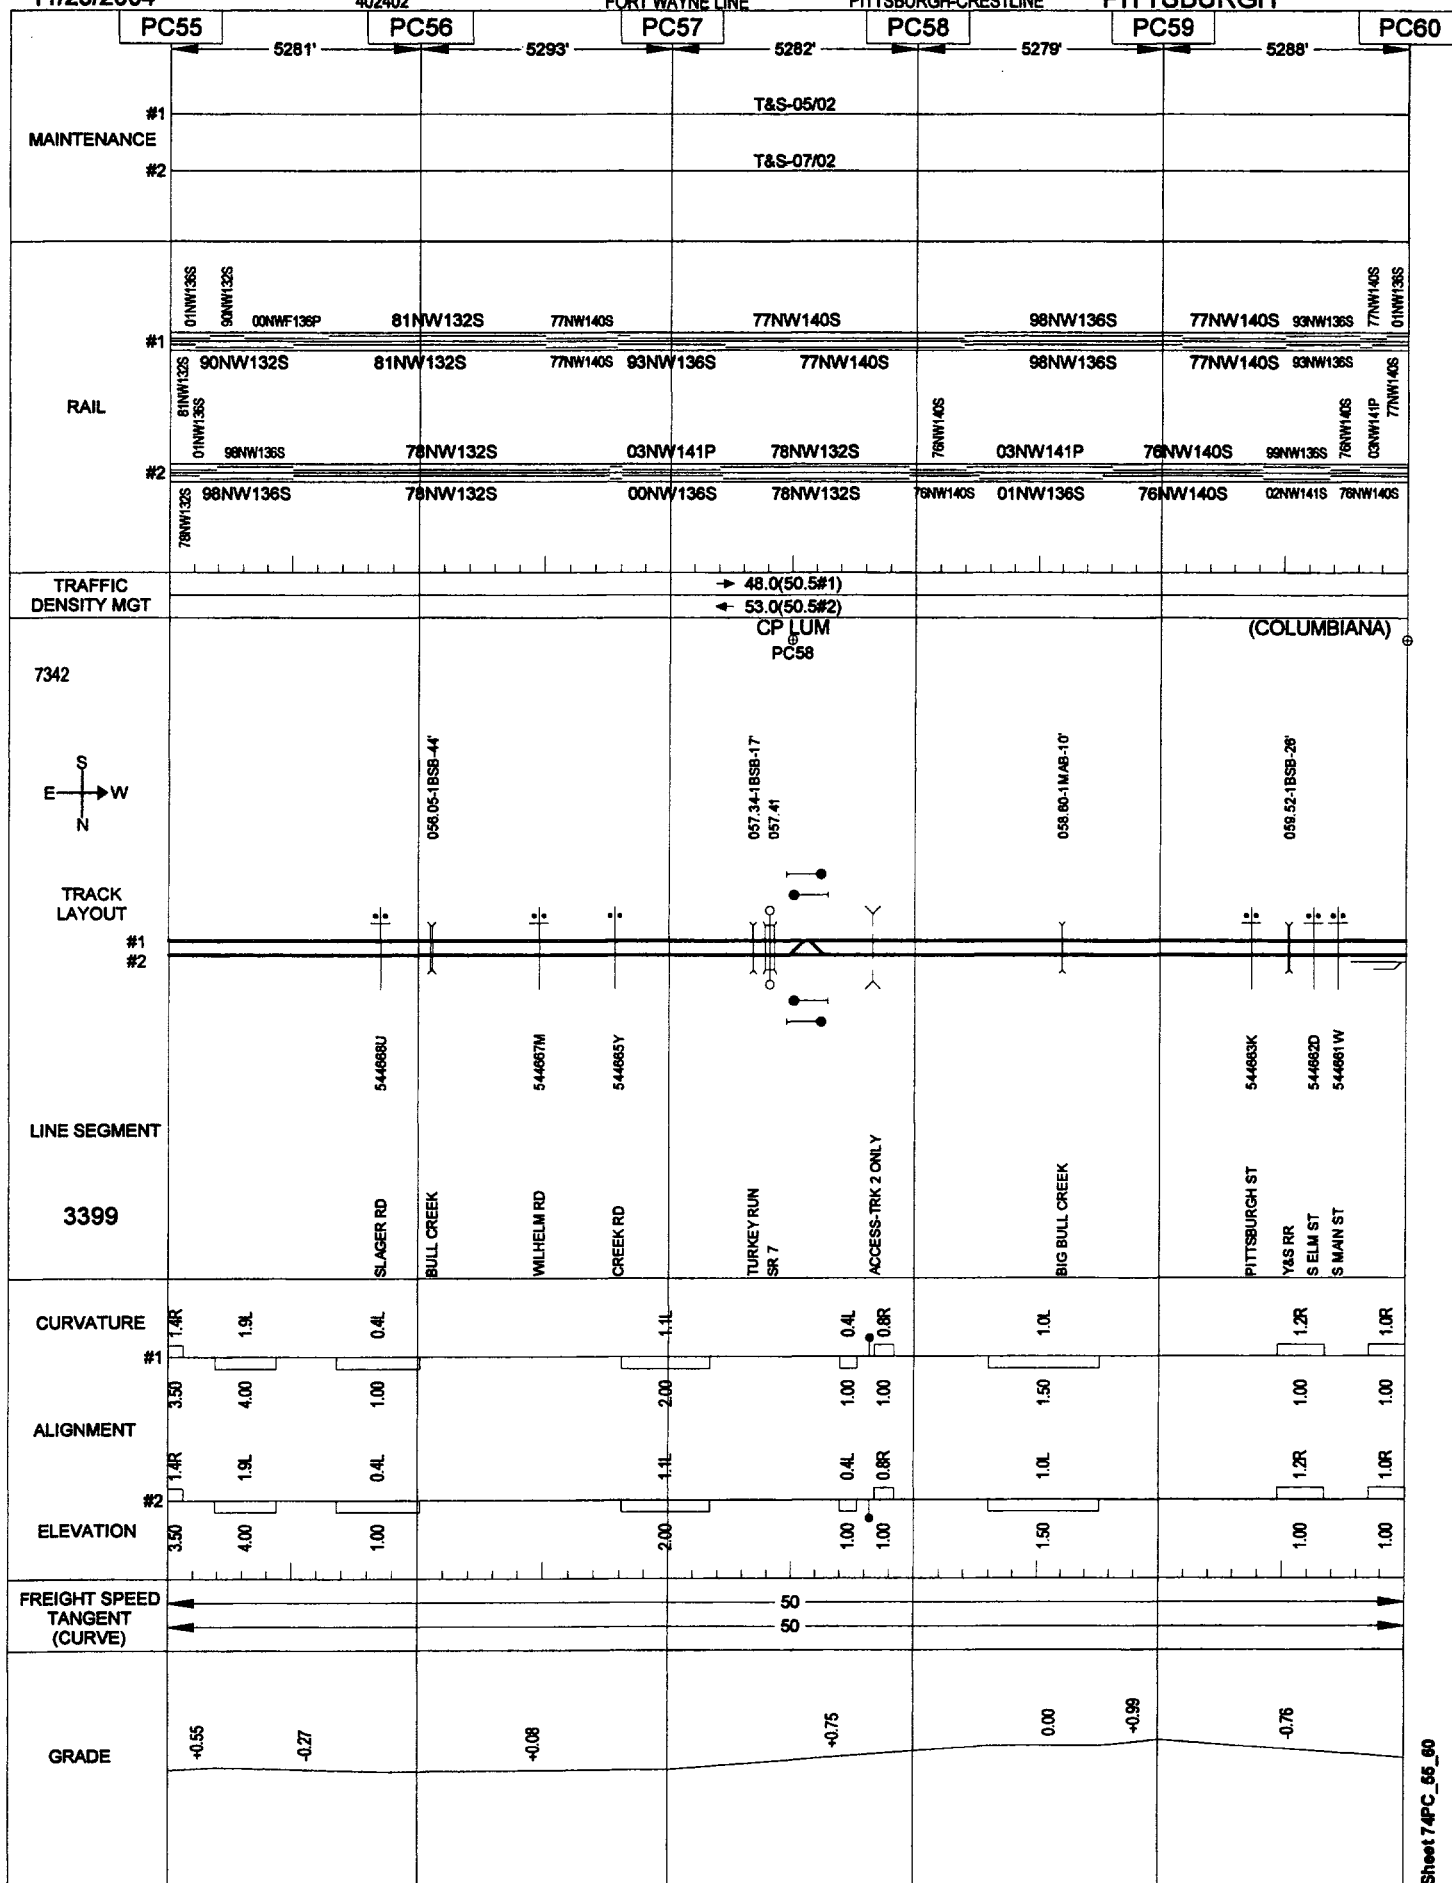 402402 FORT WAYNE LINE PITTSBURGH-CRESTLINE PITTSBURGH
PC55 PC56 PC57 PC58 PC59 PC60
5281' 5293' 5282' 5279' 5288'
#1 T&S-05/02
MAINTENANCE
#2 T&S-07/02
01NW136S 90NW132S 77NW140S 01NW136S
00NWF136P 81NW132S 77NW140S 77NW140S 98NW136S 77NW140S 93NW136S
#1
90NW132S 81NW132S 77NW140S 93NW136S 77NW140S 98NW136S 77NW140S 93NW136S
81NW132S 77NW140S
RAIL
01NW136S 76NW140S 76NW140S 03NW141P
98NW136S 78NW132S 03NW141P 78NW132S 03NW141P 76NW140S 99NW136S
#2
98NW136S 78NW132S 00NW136S 78NW132S 76NW140S 01NW136S 76NW140S 02NW141S 76NW140S
78NW132S
TRAFFIC
DENSITY MGT
48.0(50.5#1)
53.0(50.5#2)
CP LUM (COLUMBIANA)
PC58
7342
S
E W
N
056.05-1BSB-44' 057.34-1BSB-17' 057.41 058.60-1MAB-10' 059.52-1BSB-26'
TRACK
LAYOUT
#1
#2
544668U 544667M 544665Y 544663K 544662D 544661W
LINE SEGMENT
3399
SLAGER RD
BULL CREEK
WILHELM RD
CREEK RD
TURKEY RUN
SR 7
ACCESS-TRK 2 ONLY
BIG BULL CREEK
PITTSBURGH ST
Y&S RR
S ELM ST
S MAIN ST
CURVATURE 1.4R 1.9L 0.4L 1.1L 0.4L 0.8R 1.0L 1.2R 1.0R
#1
3.50 4.00 1.00 2.00 1.00 1.00 1.50 1.00 1.00
ALIGNMENT
1.4R 1.9L 0.4L 1.1L 0.4L 0.8R 1.0L 1.2R 1.0R
#2
ELEVATION 3.50 4.00 1.00 2.00 1.00 1.00 1.50 1.00 1.00
FREIGHT SPEED 50
TANGENT
(CURVE) 50
GRADE +0.55 -0.27 +0.08 +0.75 0.00 +0.99 -0.76
Sheet 74PC_55_60